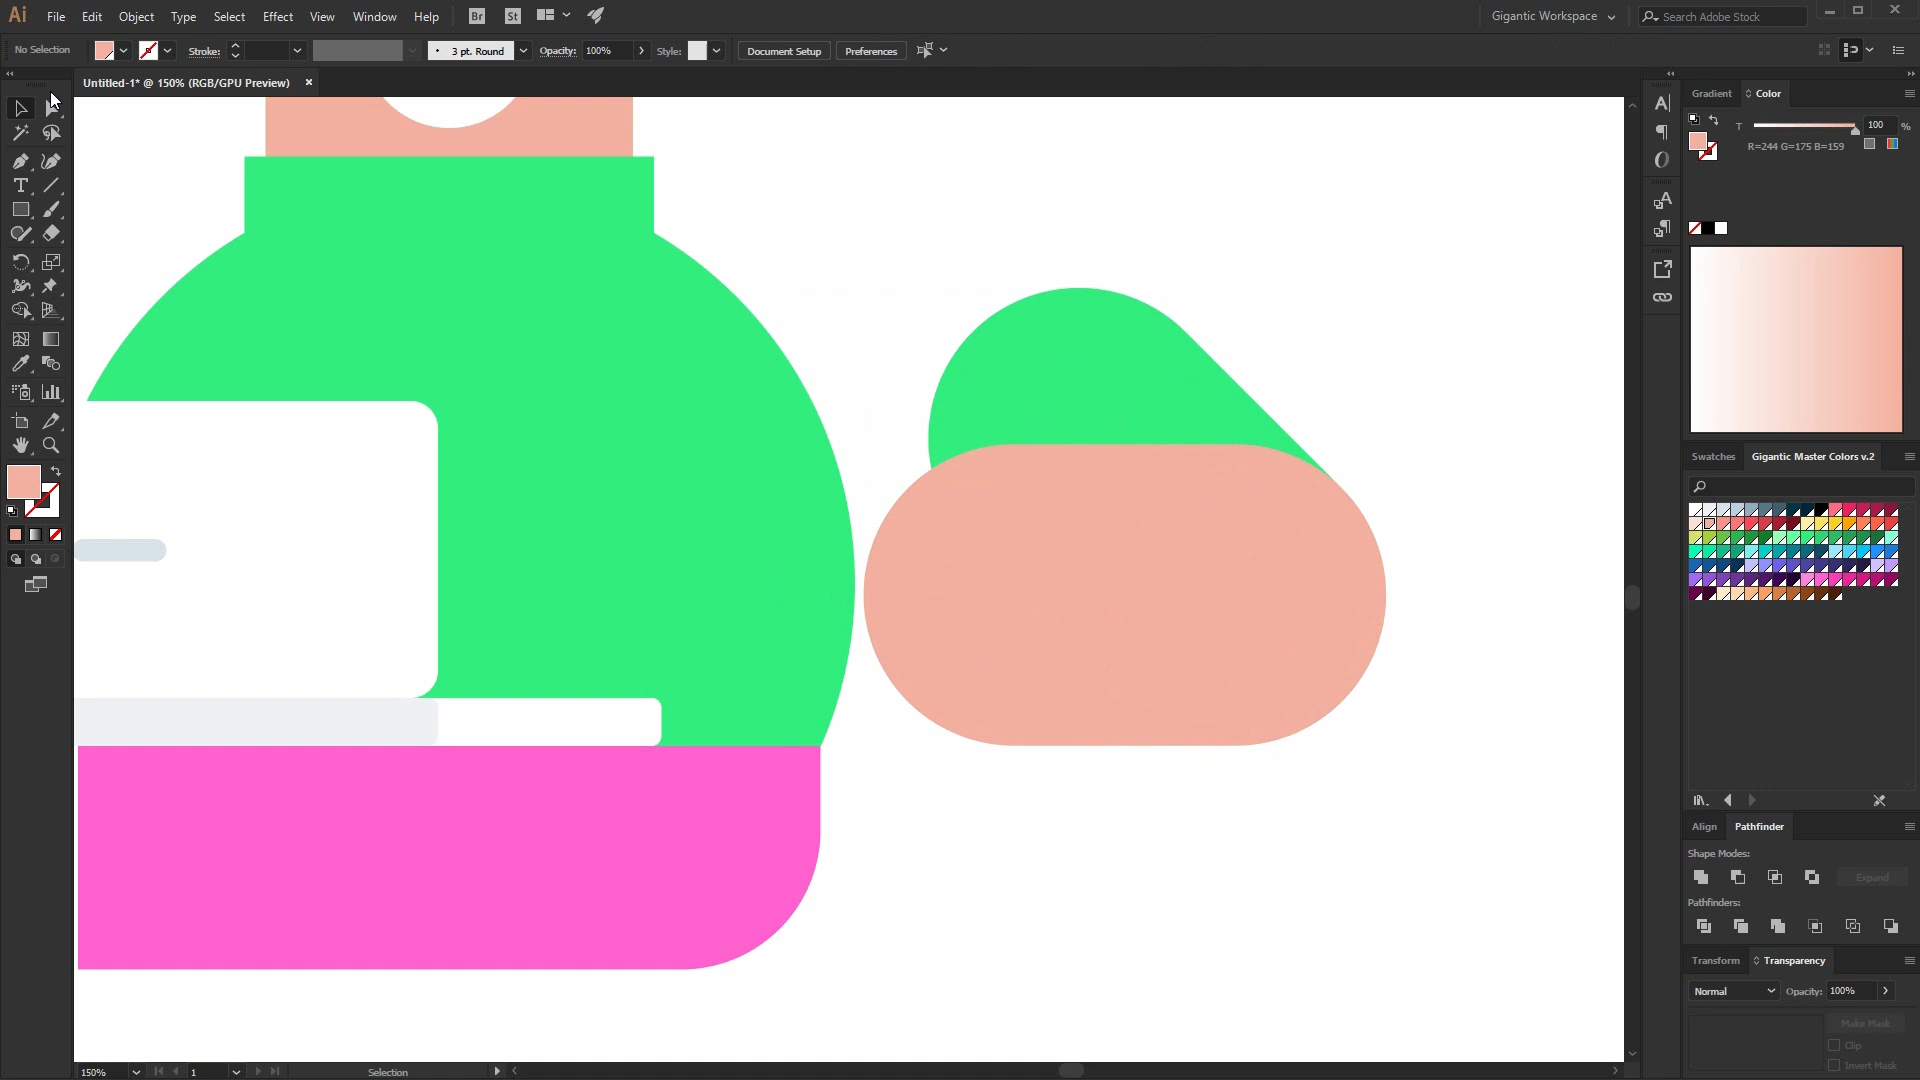 Ai File Edit Object Type Select Effect View Window Help Br St Gigantic Workspace Search Adobe Stock
No Selection Stroke: 3 pt. Round Opacity: 100% Style: Document Setup Preferences
Untitled-1* @ 150% (RGB/GPU Preview)
Gradient Color
T 100 %
R=244 G=175 B=159
Swatches Gigantic Master Colors v.2
Align Pathfinder
Shape Modes:
Expand
Pathfinders:
Transform Transparency
Normal Opacity: 100%
Make Mask
Clip
Invert Mask
150% 1 Selection